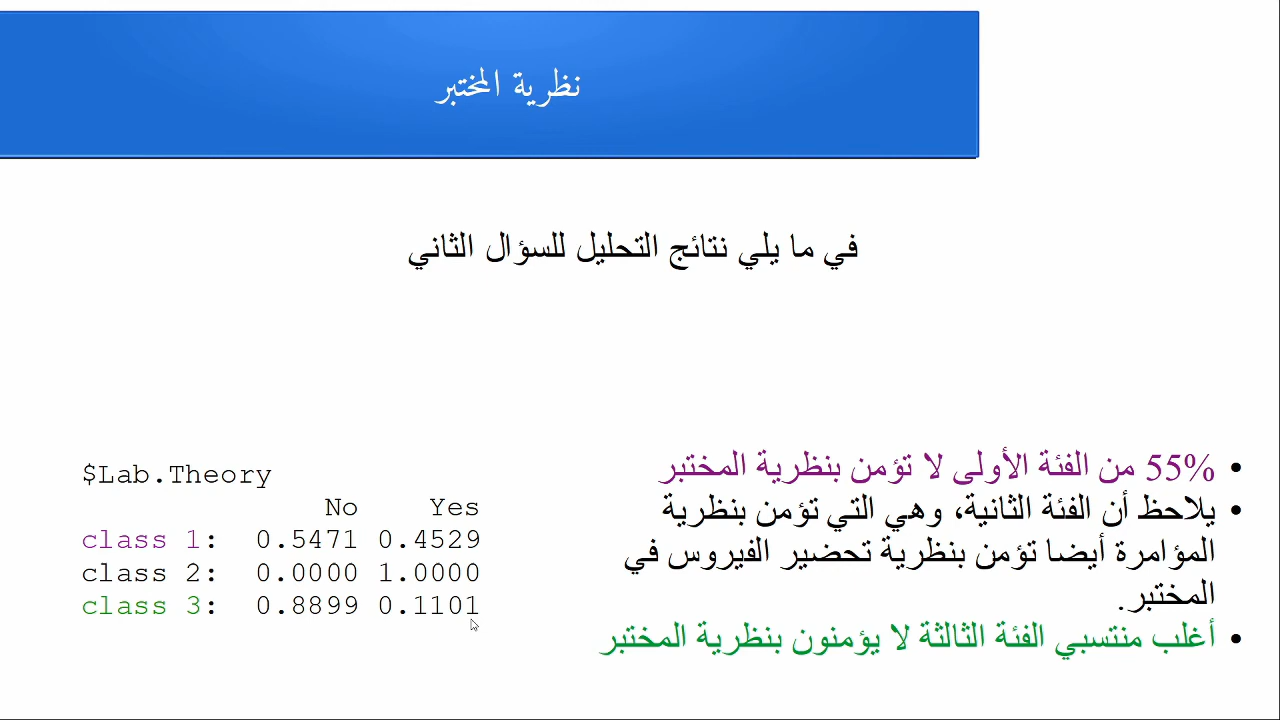 نظرية المختبر
في ما يلي نتائج التحليل للسؤال الثاني
$Lab.Theory
No Yes
class 1: 0.5471 0.4529
class 2: 0.0000 1.0000
class 3: 0.8899 0.1101
• 55% من الفئة الأولى لا تؤمن بنظرية المختبر
• يلاحظ أن الفئة الثانية، وهي التي تؤمن بنظرية
المؤامرة أيضا تؤمن بنظرية تحضير الفيروس في
المختبر.
• أغلب منتسبي الفئة الثالثة لا يؤمنون بنظرية المختبر